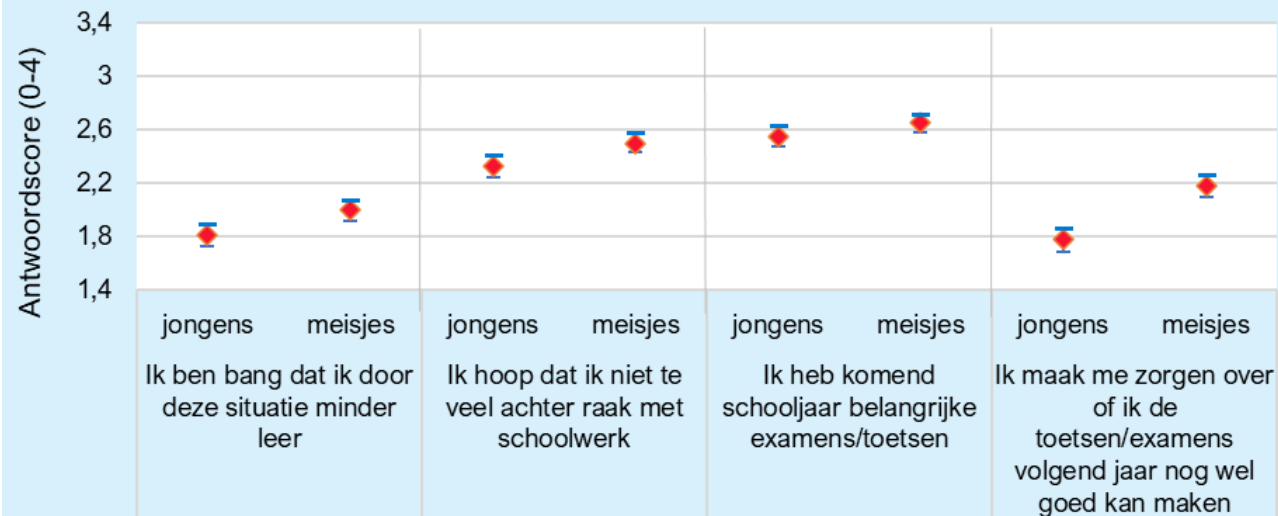 Antwoordscore (0-4)
3,4
3
2,6
2,2
1,8
1,4
jongens
meisjes
jongens
meisjes
jongens
meisjes
jongens
meisjes
Ik ben bang dat ik door
deze situatie minder
leer
Ik hoop dat ik niet te
veel achter raak met
schoolwerk
Ik heb komend
schooljaar belangrijke
examens/toetsen
Ik maak me zorgen over
of ik de
toetsen/examens
volgend jaar nog wel
goed kan maken